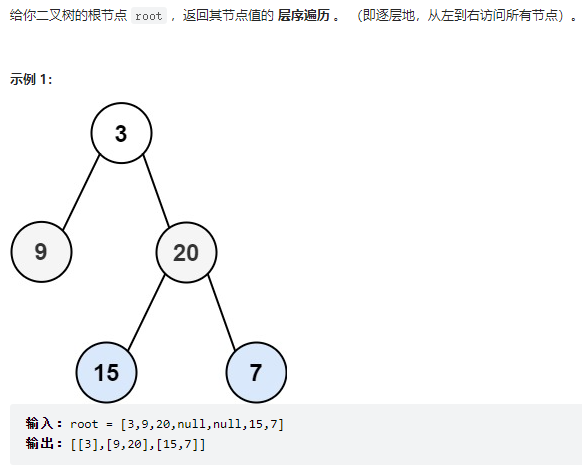 给你二叉树的根节点 root ，返回其节点值的 层序遍历 。 （即逐层地，从左到右访问所有节点）。
示例 1：
3
9
20
15
7
输入：root = [3,9,20,null,null,15,7]
输出：[[3],[9,20],[15,7]]